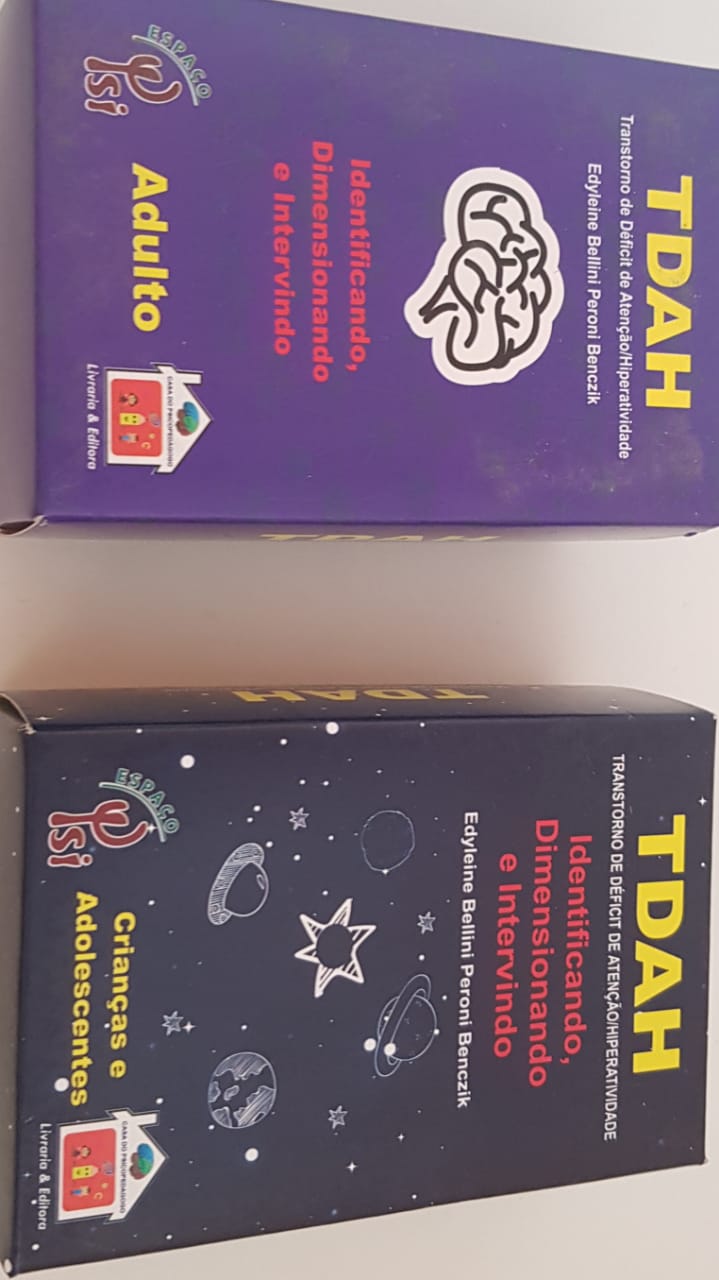 TDAH
Transtorno de Déficit de Atenção/Hiperatividade
Edyleine Bellini Peroni Benczik
Identificando,
Dimensionando
e Intervindo
Adulto
ESPAÇO
Psi
CASA DO PSICOPEDAGOGO
Livraria & Editora
TDAH
TDAH
TDAH
TRANSTORNO DE DÉFICIT DE ATENÇÃO/HIPERATIVIDADE
Identificando,
Dimensionando
e Intervindo
Edyleine Bellini Peroni Benczik
Crianças e
Adolescentes
ESPAÇO
Psi
CASA DO PSICOPEDAGOGO
Livraria & Editora